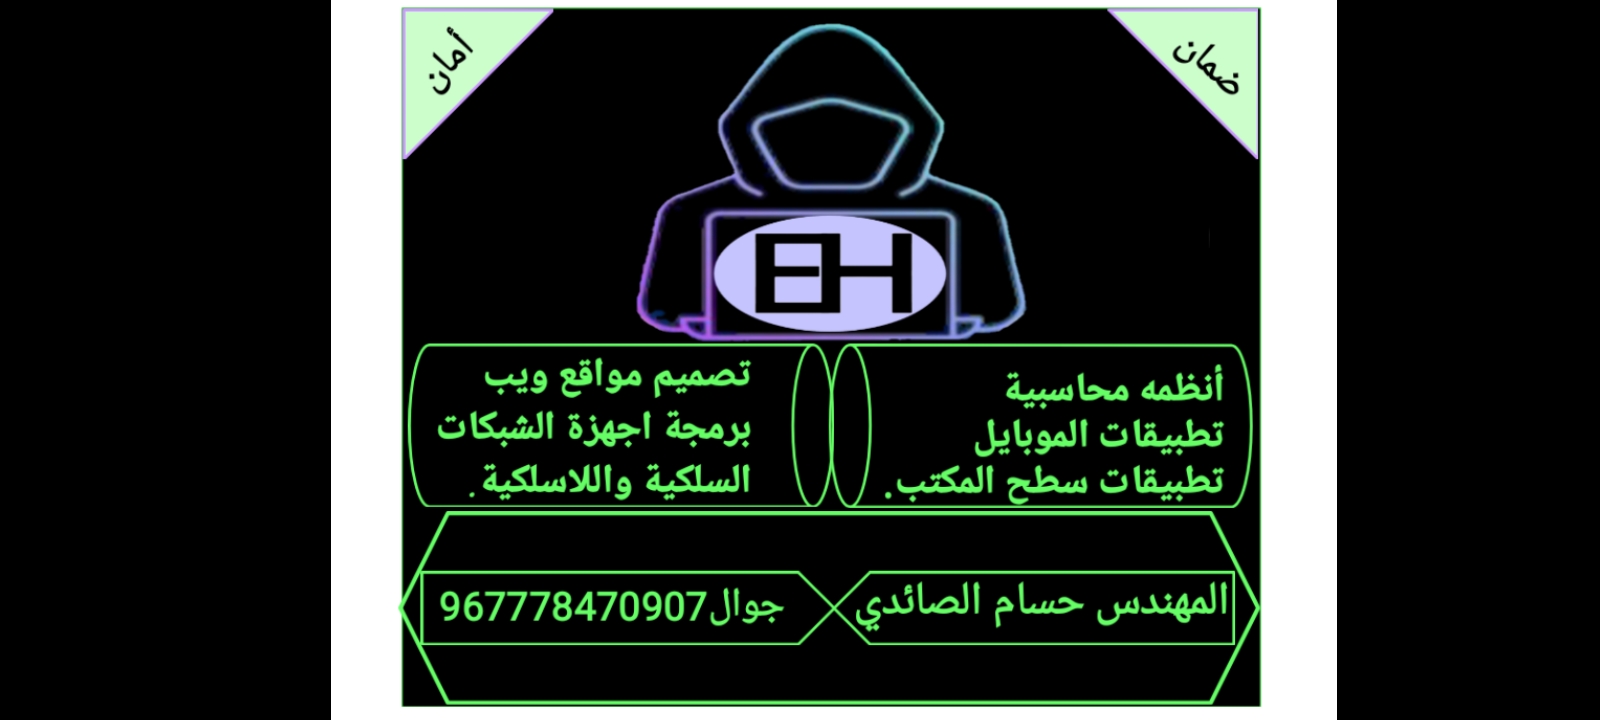 ضمان
أمان
EH
أنظمه محاسبية
تطبيقات الموبايل
تطبيقات سطح المكتب.
تصميم مواقع ويب
برمجة اجهزة الشبكات
السلكية واللاسلكية.
المهندس حسام الصائدي
جوال967778470907